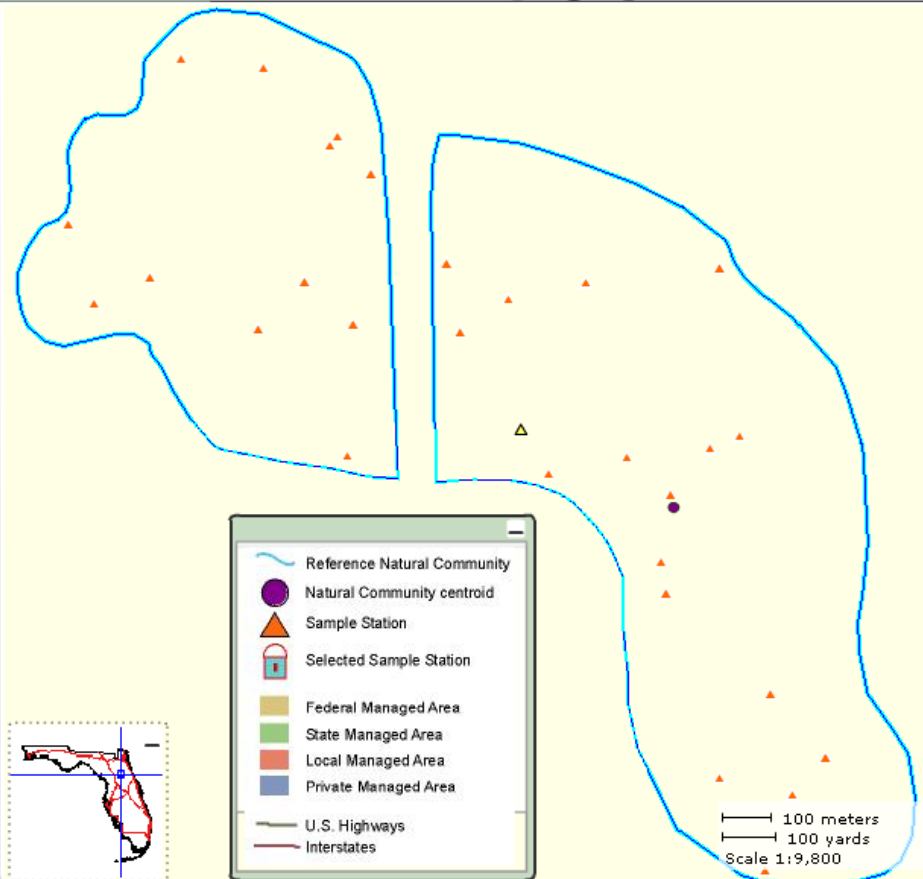 Reference Natural Community
Natural Community centroid
Sample Station
Selected Sample Station
Federal Managed Area
State Managed Area
Local Managed Area
Private Managed Area
U.S. Highways
Interstates
100 meters
100 yards
Scale 1:9,800